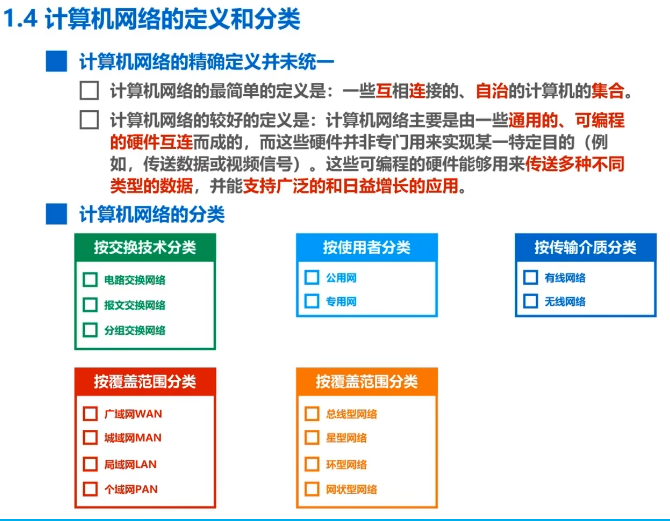 1.4 计算机网络的定义和分类
计算机网络的精确定义并未统一
计算机网络的最简单的定义是：一些互相连接的、自治的计算机的集合。
计算机网络的较好的定义是：计算机网络主要是由一些通用的、可编程
的硬件互连而成的，而这些硬件并非专门用来实现某一特定目的（例
如，传送数据或视频信号）。这些可编程的硬件能够用来传送多种不同
类型的数据，并能支持广泛的和日益增长的应用。
计算机网络的分类
按交换技术分类
电路交换网络
报文交换网络
分组交换网络
按使用者分类
公用网
专用网
按传输介质分类
有线网络
无线网络
按覆盖范围分类
广域网WAN
城域网MAN
局域网LAN
个域网PAN
按覆盖范围分类
总线型网络
星型网络
环型网络
网状型网络